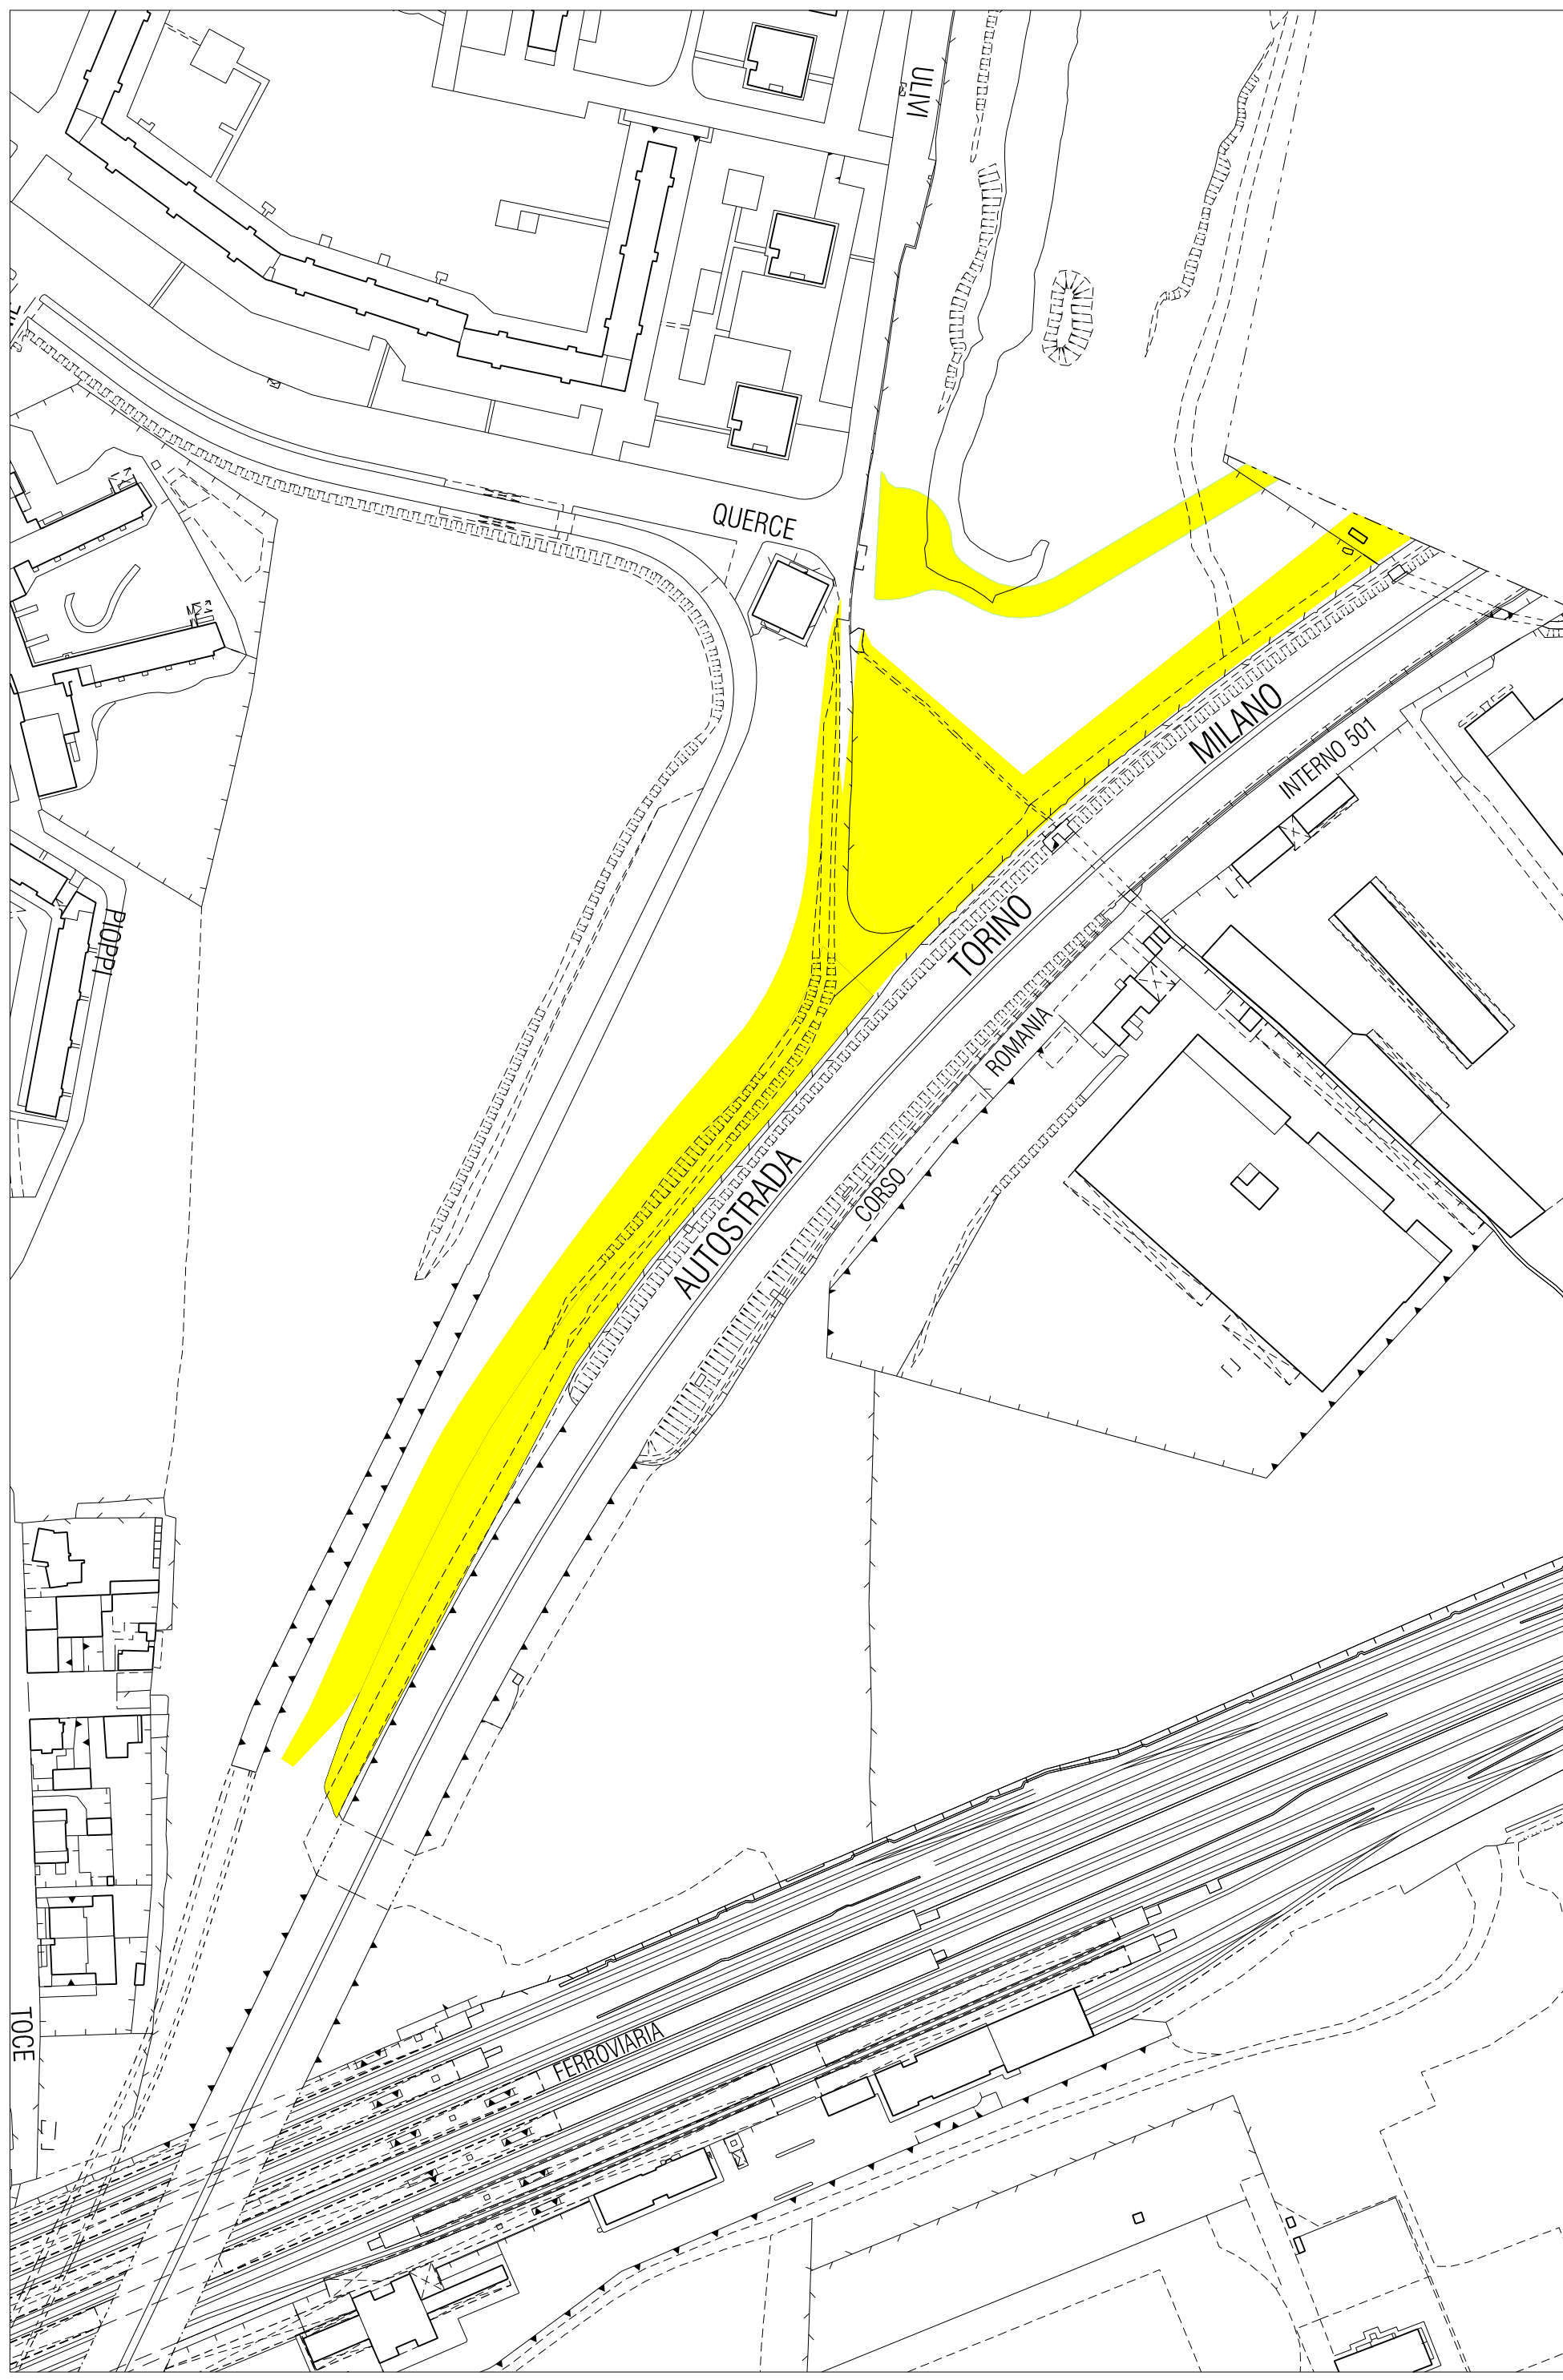 ULIVI
QUERCE
MILANO
INTERNO 501
TORINO
PIOPPI
ROMANIA
AUTOSTRADA
CORSO
FERROVIARIA
TOCE